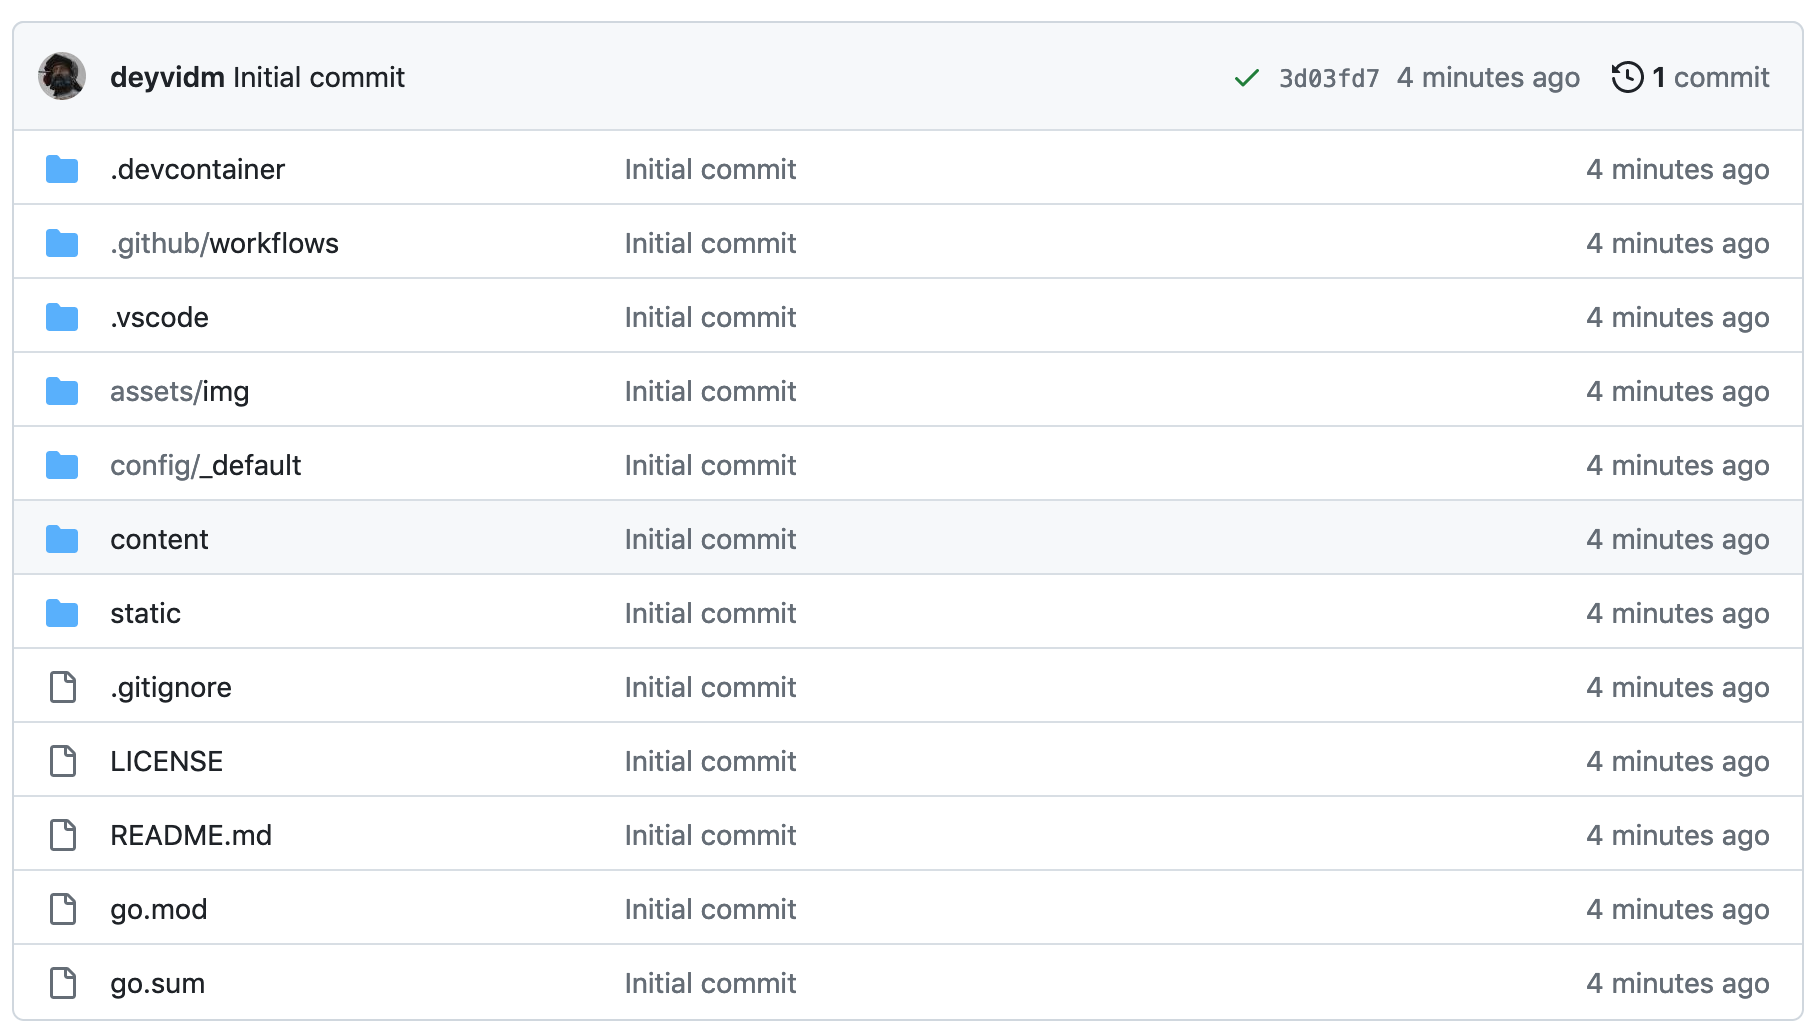 deyvidm Initial commit 3d03fd7 4 minutes ago 1 commit
.devcontainer Initial commit 4 minutes ago
.github/workflows Initial commit 4 minutes ago
.vscode Initial commit 4 minutes ago
assets/img Initial commit 4 minutes ago
config/_default Initial commit 4 minutes ago
content Initial commit 4 minutes ago
static Initial commit 4 minutes ago
.gitignore Initial commit 4 minutes ago
LICENSE Initial commit 4 minutes ago
README.md Initial commit 4 minutes ago
go.mod Initial commit 4 minutes ago
go.sum Initial commit 4 minutes ago